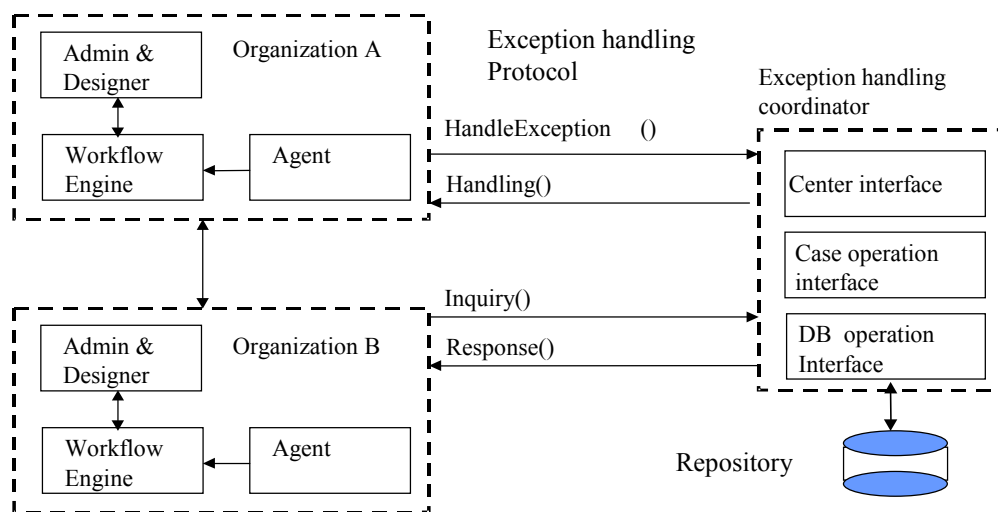 Admin &
Designer
Organization A
Workflow
Engine
Agent
Exception handling
Protocol
HandleException ()
Handling()
Exception handling
coordinator
Center interface
Case operation
interface
DB operation
Interface
Inquiry()
Response()
Admin &
Designer
Organization B
Workflow
Engine
Agent
Repository